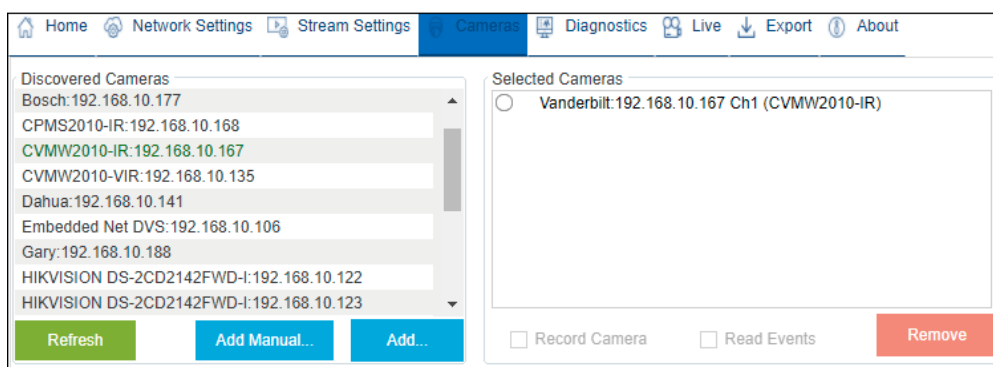 Home Network Settings Stream Settings Cameras Diagnostics Live Export About
Discovered Cameras
Bosch:192.168.10.177
CPMS2010-IR:192.168.10.168
CVMW2010-IR:192.168.10.167
CVMW2010-VIR:192.168.10.135
Dahua:192.168.10.141
Embedded Net DVS:192.168.10.106
Gary:192.168.10.188
HIKVISION DS-2CD2142FWD-I:192.168.10.122
HIKVISION DS-2CD2142FWD-I:192.168.10.123
Refresh Add Manual... Add...
Selected Cameras
Vanderbilt:192.168.10.167 Ch1 (CVMW2010-IR)
Record Camera Read Events Remove